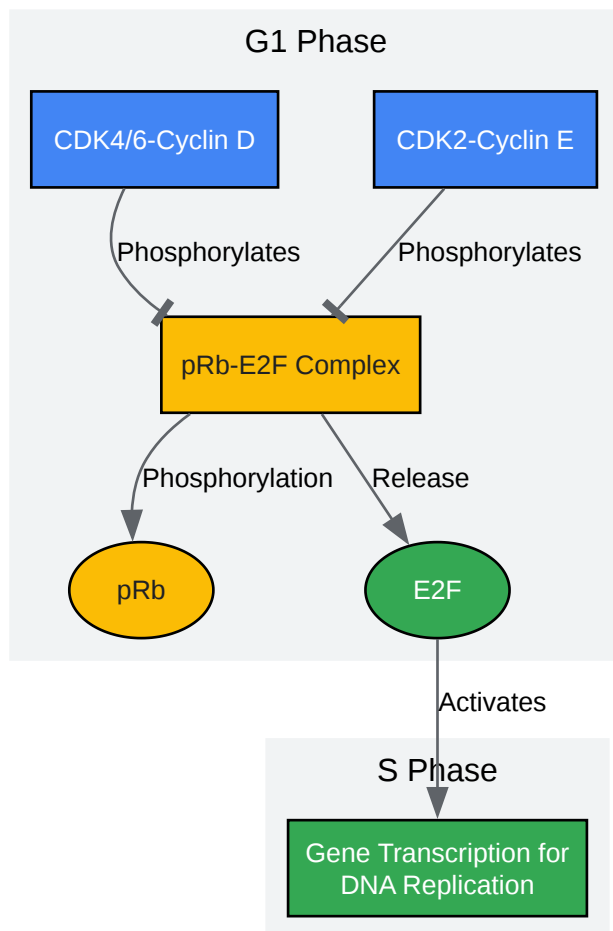 G1 Phase
CDK4/6-Cyclin D
CDK2-Cyclin E
Phosphorylates
Phosphorylates
pRb-E2F Complex
Phosphorylation
Release
pRb
E2F
Activates
S Phase
Gene Transcription for
DNA Replication